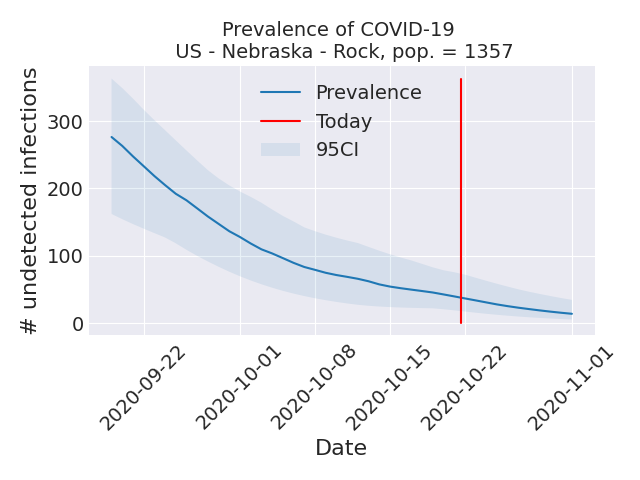 Prevalence of COVID-19
US - Nebraska - Rock, pop. = 1357
Prevalence
Today
95CI
# undetected infections
300
200
100
0
2020-09-22
2020-10-01
2020-10-08
2020-10-15
2020-10-22
2020-11-01
Date